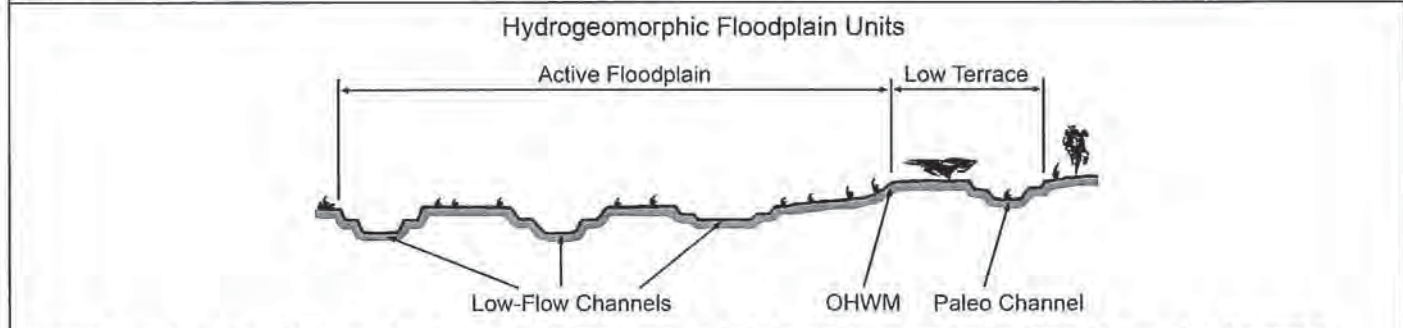 Hydrogeomorphic Floodplain Units
Active Floodplain
Low Terrace
Low-Flow Channels
OHWM
Paleo Channel